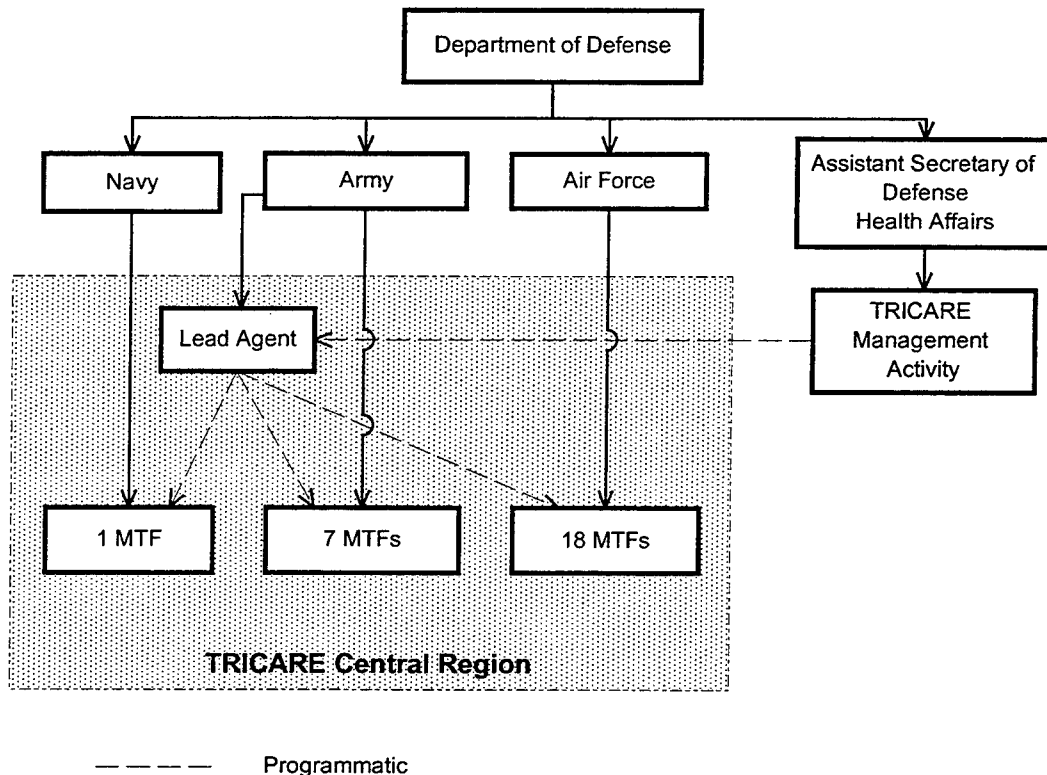 Department of Defense
Navy
Army
Air Force
Assistant Secretary of
Defense
Health Affairs
Lead Agent
TRICARE
Management
Activity
1 MTF
7 MTFs
18 MTFs
TRICARE Central Region
Programmatic